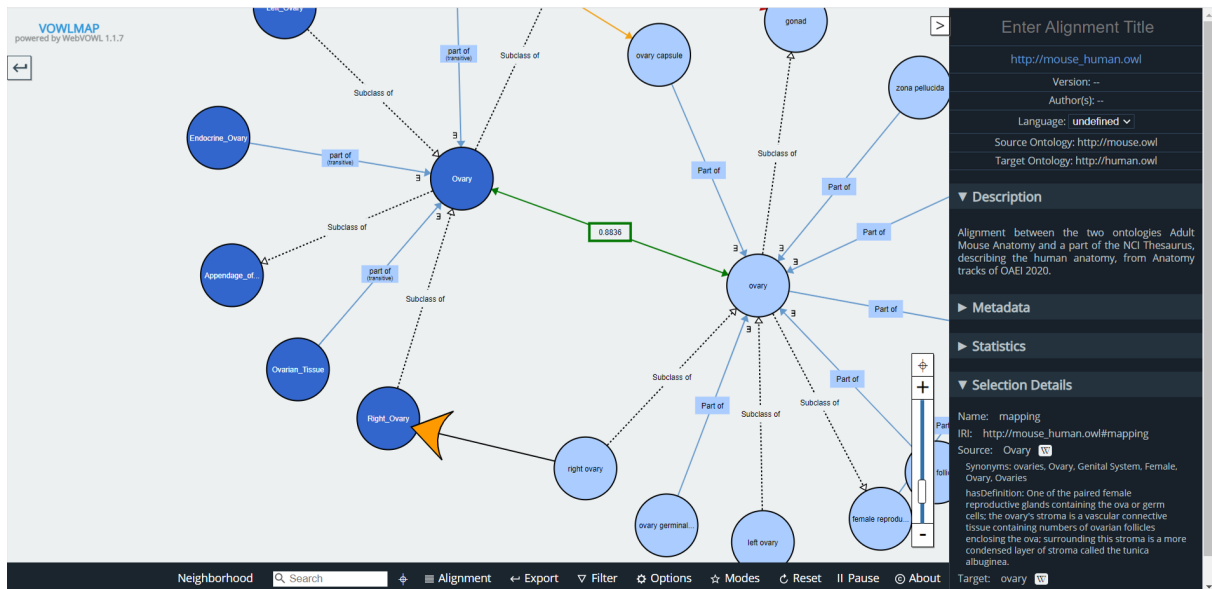 VOWLMAP
powered by WebVOWL 1.1.7
Left_Ovary
part of
(transitive)
Subclass of
ovary capsule
gonad
>
zona pellucida
Subclass of
Endocrine_Ovary
part of
(transitive)
Ovary
Subclass of
Part of
Part of
Subclass of
0.8836
Part of
Appendage_of...
part of
(transitive)
Subclass of
ovary
Part of
Ovarian_Tissue
Subclass of
Part of
Right_Ovary
Part of
Subclass of
Subclass of
right ovary
ovary germinal...
left ovary
female reprodu...
+
-
Neighborhood
Search
Alignment
Export
Filter
Options
Modes
Reset
Pause
About
Enter Alignment Title
http://mouse_human.owl
Version: --
Author(s): --
Language: undefined
Source Ontology: http://mouse.owl
Target Ontology: http://human.owl
Description
Alignment between the two ontologies Adult
Mouse Anatomy and a part of the NCI Thesaurus,
describing the human anatomy, from Anatomy
tracks of OAEI 2020.
Metadata
Statistics
Selection Details
Name: mapping
IRI: http://mouse_human.owl#mapping
Source: Ovary W
Synonyms: ovaries, Ovary, Genital System, Female,
Ovary, Ovaries
hasDefinition: One of the paired female
reproductive glands containing the ova or germ
cells; the ovary's stroma is a vascular connective
tissue containing numbers of ovarian follicles
enclosing the ova; surrounding this stroma is a more
condensed layer of stroma called the tunica
albuginea.
Target: ovary W